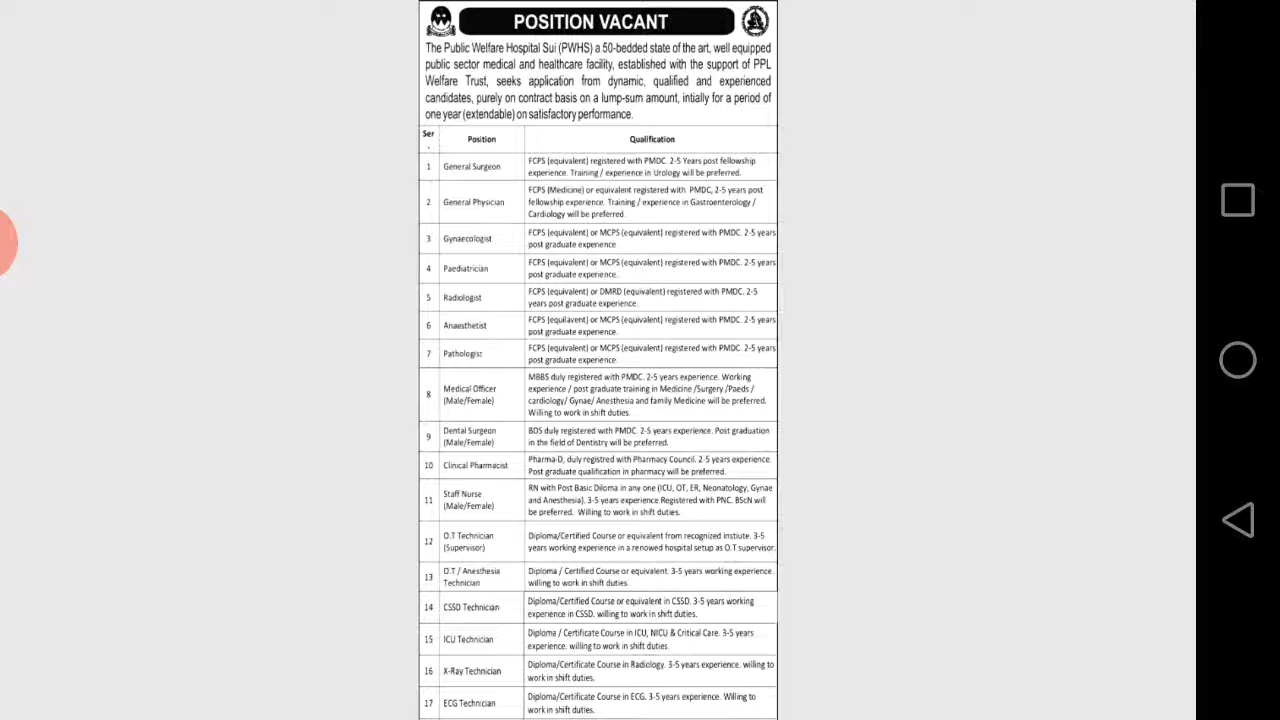 POSITION VACANT
The Public Welfare Hospital Sui (PWHS) a 50-bedded state of the art, well equipped
public sector medical and healthcare facility, established with the support of PPL
Welfare Trust, seeks application from dynamic, qualified and experienced
candidates, purely on contract basis on a lump-sum amount, intially for a period of
one year (extendable) on satisfactory performance.
Ser. Position Qualification
1 General Surgeon
FCPS (equivalent) registered with PMDC. 2-5 Years post fellowship
experience. Training / experience in Urology will be preferred.
2 General Physician
FCPS (Medicine) or equivalent registered with PMDC, 2-5 years post
fellowship experience. Training / experience in Gastroenterology /
Cardiology will be preferred.
3 Gynaecologist
FCPS (equivalent) or MCPS (equivalent) registered with PMDC. 2-5 years
post graduate experience
4 Paediatrician
FCPS (equivalent) or MCPS (equivalent) registered with PMDC. 2-5 years
post graduate experience.
5 Radiologist
FCPS (equivalent) or DMRD (equivalent) registered with PMDC. 2-5
years post graduate experience.
6 Anaesthetist
FCPS (equilavent) or MCPS (equivalent) registered with PMDC. 2-5 years
post graduate experience.
7 Pathologist
FCPS (equivalent) or MCPS (equivalent) registered with PMDC. 2-5 years
post graduate experience.
8 Medical Officer
(Male/Female)
MBBS duly registered with PMDC. 2-5 years experience. Working
experience / post graduate training in Medicine /Surgery /Paeds /
cardiology/ Gynae/ Anesthesia and family Medicine will be preferred.
Willing to work in shift duties.
9 Dental Surgeon
(Male/Female)
BDS duly registered with PMDC. 2-5 years experience. Post graduation
in the field of Dentistry will be preferred.
10 Clinical Pharmacist
Pharma-D, duly registred with Pharmacy Council. 2-5 years experience.
Post graduate qualification in pharmacy will be preferred.
11 Staff Nurse
(Male/Female)
RN with Post Basic Diloma in any one (ICU, OT, ER, Neonatology, Gynae
and Anesthesia). 3-5 years experience Registered with PNC. BScN will
be preferred. Willing to work in shift duties.
12 O.T Technician
(Supervisor)
Diploma/Certified Course or equivalent from recognized instiute. 3-5
years working experience in a renowed hospital setup as O.T supervisor.
13 O.T / Anesthesia
Technician
Diploma / Certified Course or equivalent. 3-5 years working experience.
willing to work in shift duties.
14 CSSD Technician
Diploma/Certified Course or equivalent in CSSD. 3-5 years working
experience in CSSD. willing to work in shift duties.
15 ICU Technician
Diploma / Certificate Course in ICU, NICU & Critical Care. 3-5 years
experience. willing to work in shift duties.
16 X-Ray Technician
Diploma/Certificate Course in Radiology. 3-5 years experience. willing to
work in shift duties.
17 ECG Technician
Diploma/Certificate Course in ECG. 3-5 years experience. Willing to
work in shift duties.